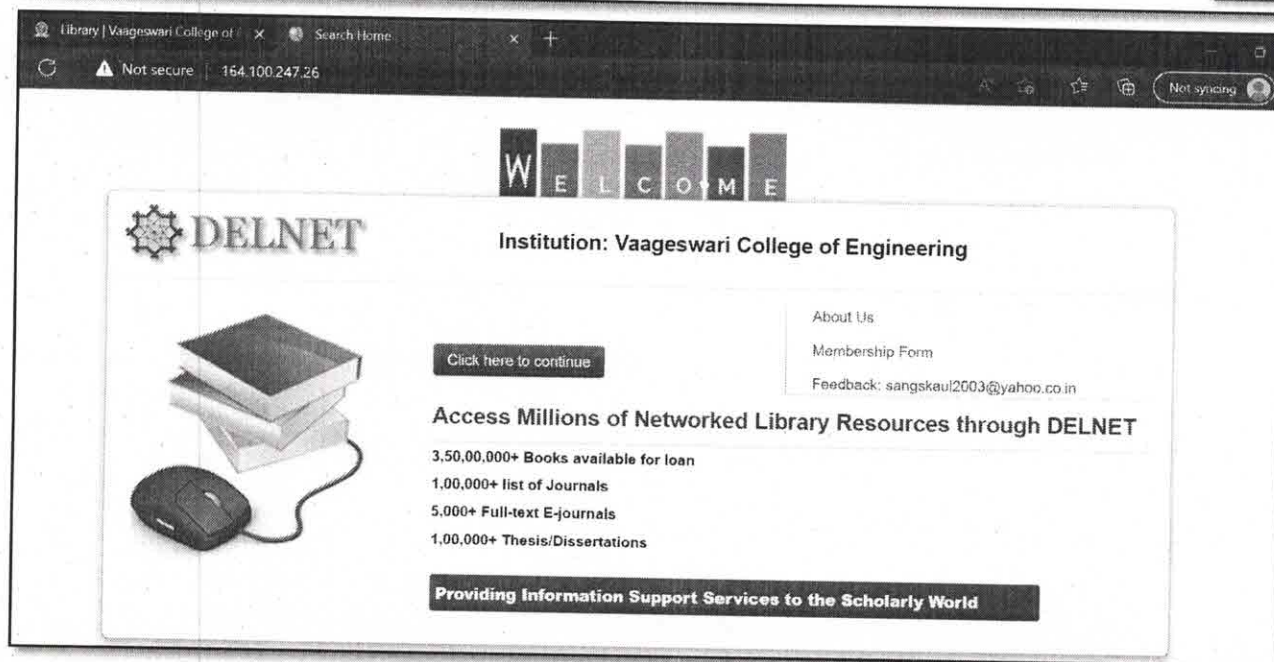 Library | Vaageswari College of
Search Home
Not secure
164.100.247.26
Not syncing
WELCOME
DELNET
Institution: Vaageswari College of Engineering
About Us
Click here to continue
Membership Form
Feedback: sangskaul2003@yahoo.co.in
Access Millions of Networked Library Resources through DELNET
3,50,00,000+ Books available for loan
1,00,000+ list of Journals
5,000+ Full-text E-journals
1,00,000+ Thesis/Dissertations
Providing Information Support Services to the Scholarly World